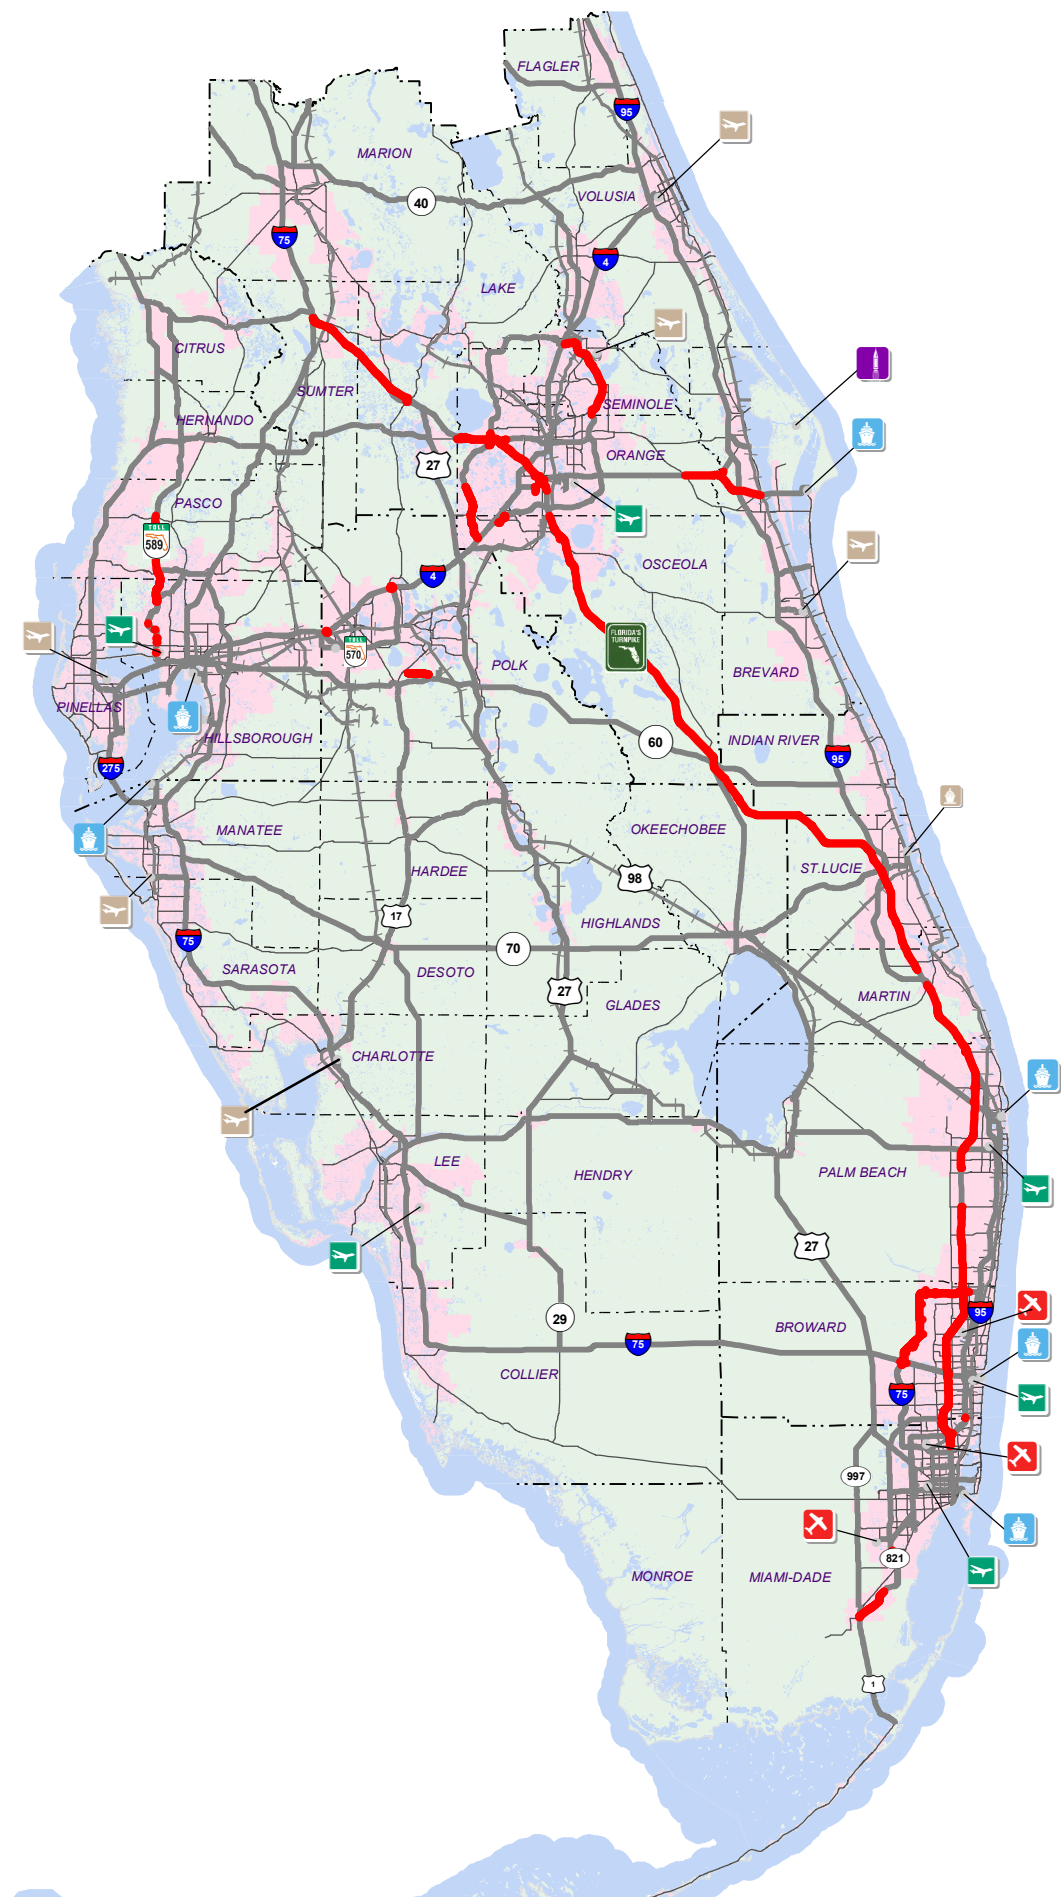 FLAGLER
95
MARION
VOLUSIA
40
75
4
LAKE
CITRUS
SUMTER
SEMINOLE
HERNANDO
ORANGE
27
PASCO
TOLL
589
OSCEOLA
4
FLORIDA'S
TURNPIKE
TOLL
570
POLK
BREVARD
PINELLAS
HILLSBOROUGH
60
INDIAN RIVER
95
275
MANATEE
OKEECHOBEE
HARDEE
ST.LUCIE
98
17
HIGHLANDS
75
70
SARASOTA
DESOTO
27
MARTIN
GLADES
CHARLOTTE
LEE
HENDRY
PALM BEACH
27
95
29
BROWARD
75
COLLIER
75
997
821
MONROE
MIAMI-DADE
1